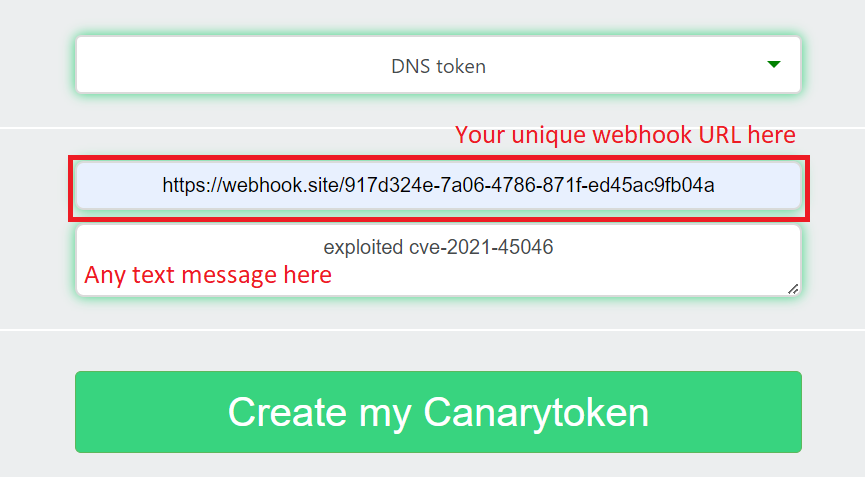 DNS token
Your unique webhook URL here
https://webhook.site/917d324e-7a06-4786-871f-ed45ac9fb04a
exploited cve-2021-45046
Any text message here
Create my Canarytoken